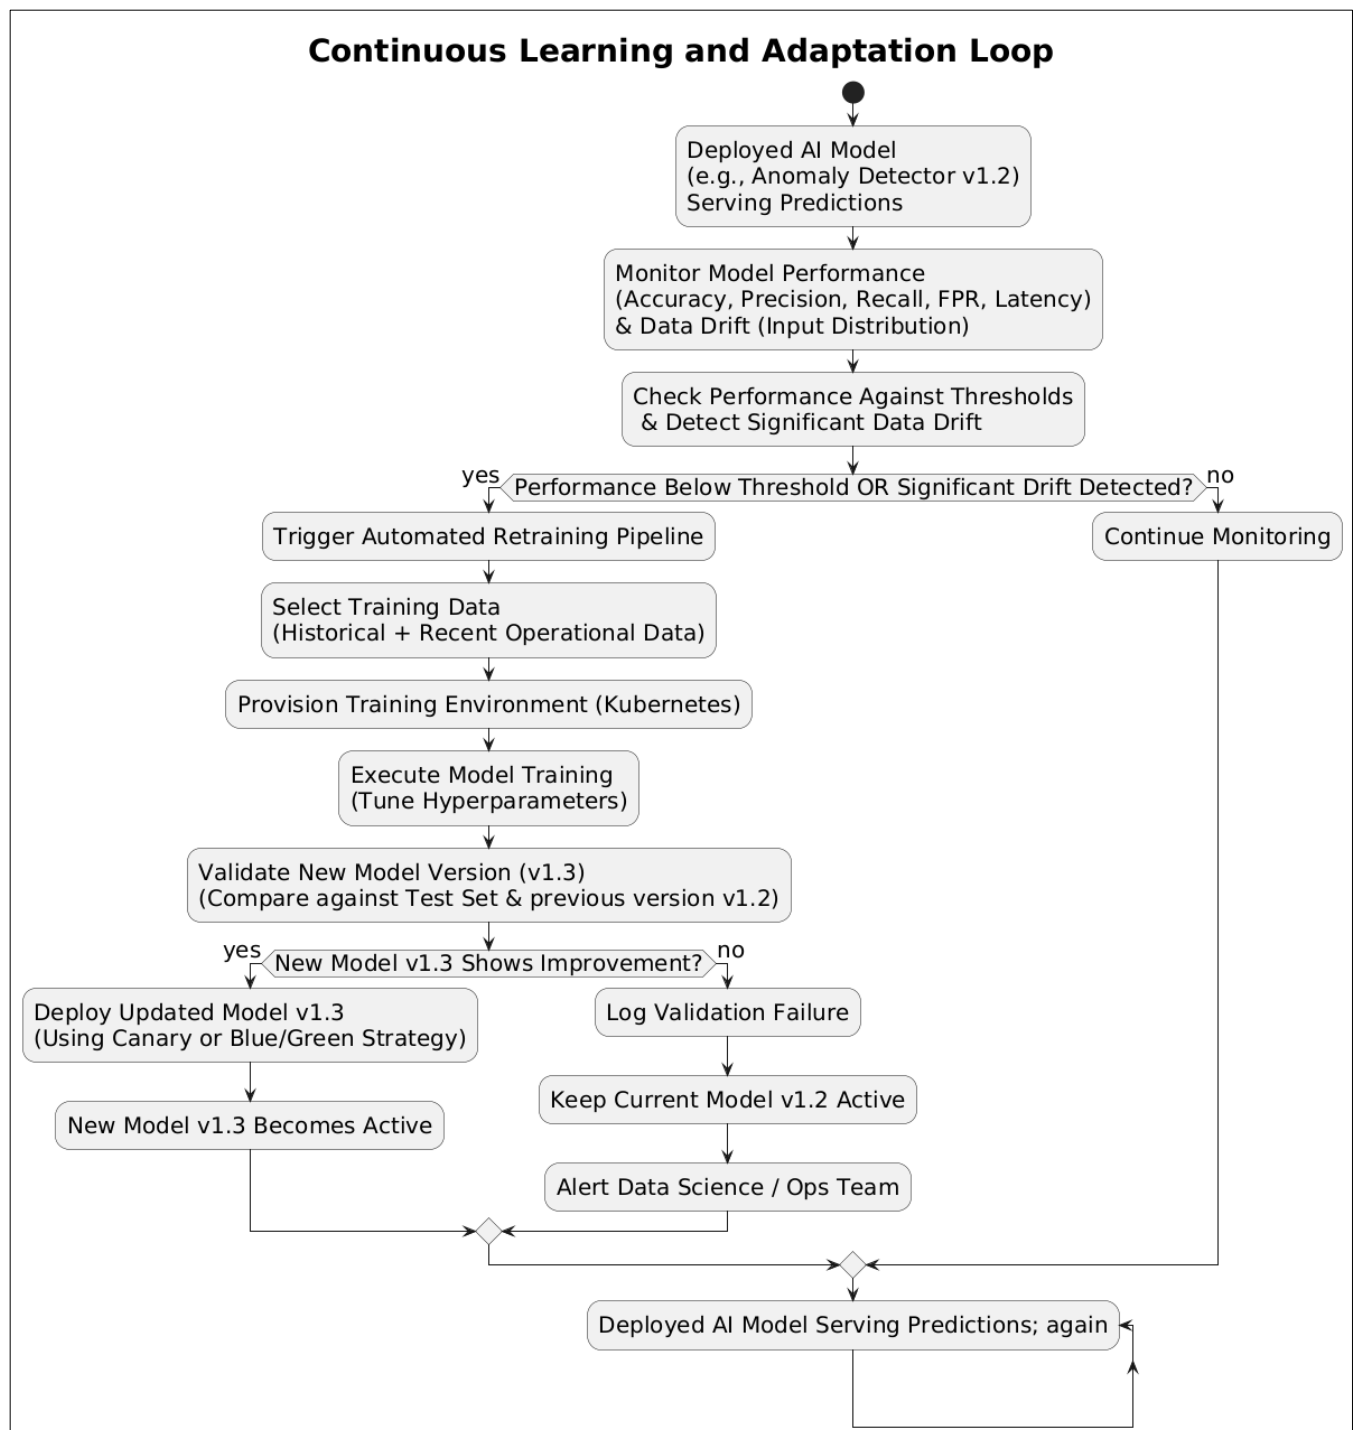 Continuous Learning and Adaptation Loop
Deployed AI Model
(e.g., Anomaly Detector v1.2)
Serving Predictions
Monitor Model Performance
(Accuracy, Precision, Recall, FPR, Latency)
& Data Drift (Input Distribution)
Check Performance Against Thresholds
& Detect Significant Data Drift
yes
Performance Below Threshold OR Significant Drift Detected?
no
Trigger Automated Retraining Pipeline
Continue Monitoring
Select Training Data
(Historical + Recent Operational Data)
Provision Training Environment (Kubernetes)
Execute Model Training
(Tune Hyperparameters)
Validate New Model Version (v1.3)
(Compare against Test Set & previous version v1.2)
yes
New Model v1.3 Shows Improvement?
no
Deploy Updated Model v1.3
(Using Canary or Blue/Green Strategy)
New Model v1.3 Becomes Active
Log Validation Failure
Keep Current Model v1.2 Active
Alert Data Science / Ops Team
Deployed AI Model Serving Predictions; again